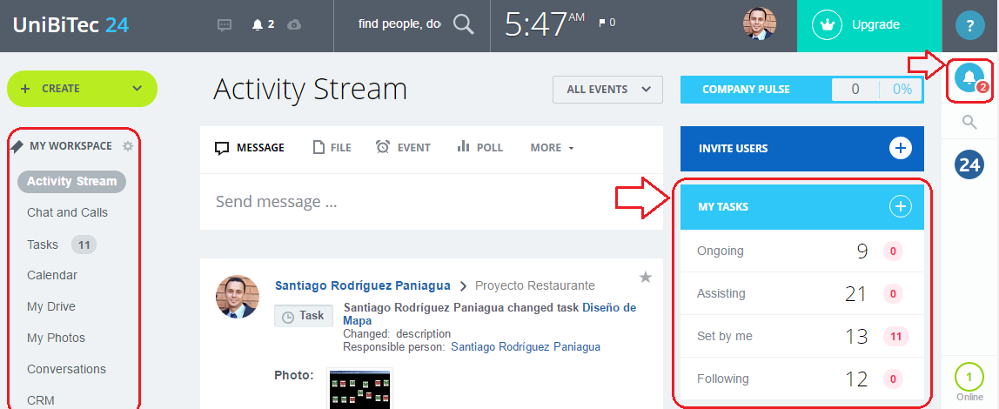 UniBiTec 24
2
find people, do
5:47 AM
0
Upgrade
?
CREATE
Activity Stream
ALL EVENTS
COMPANY PULSE 0 0%
2
MY WORKSPACE
MESSAGE FILE EVENT POLL MORE
INVITE USERS
24
Activity Stream
Send message ...
MY TASKS
Chat and Calls
Tasks 11
Ongoing 9 0
Calendar
Santiago Rodríguez Paniagua > Proyecto Restaurante
Assisting 21 0
My Drive
Task
Santiago Rodríguez Paniagua changed task Diseño de
Mapa
Changed: description
Responsible person: Santiago Rodríguez Paniagua
Set by me 13 11
My Photos
Conversations
Photo:
Following 12 0
1
Online
CRM